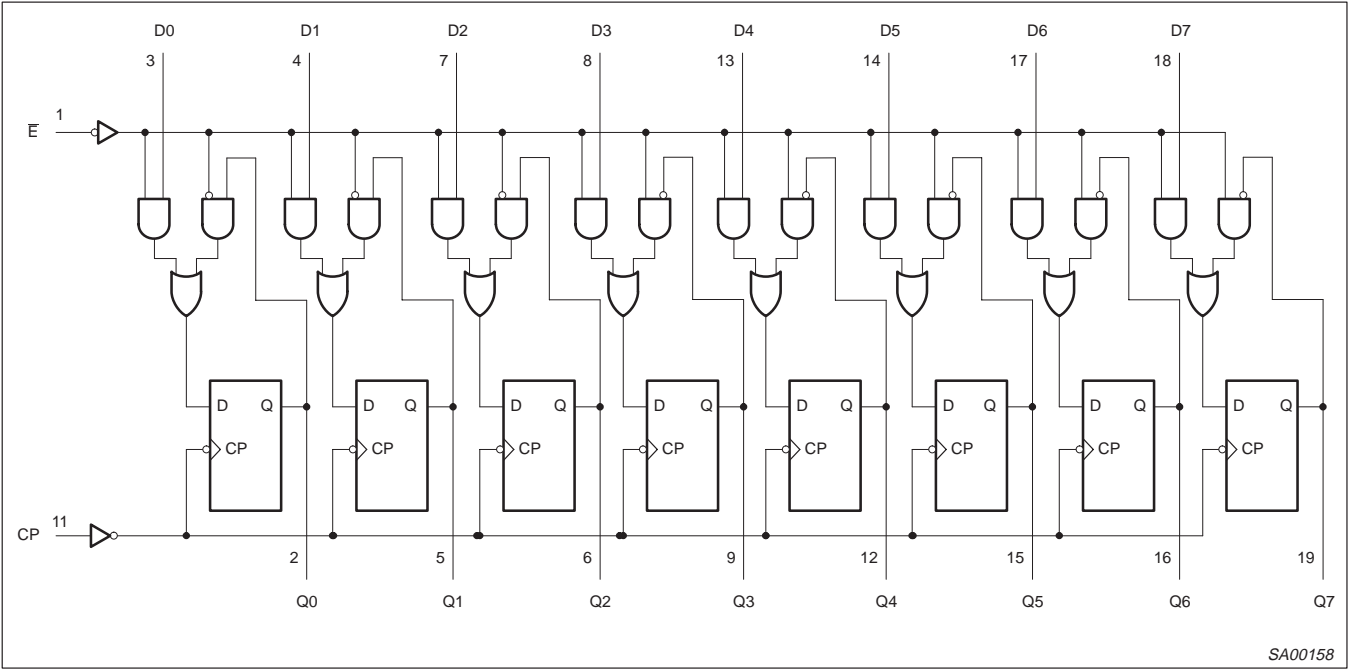 D0 D1 D2 D3 D4 D5 D6 D7
3 4 7 8 13 14 17 18
1
E̅
D Q D Q D Q D Q D Q D Q D Q D Q
CP CP CP CP CP CP CP CP
11
CP
2 5 6 9 12 15 16 19
Q0 Q1 Q2 Q3 Q4 Q5 Q6 Q7
SA00158